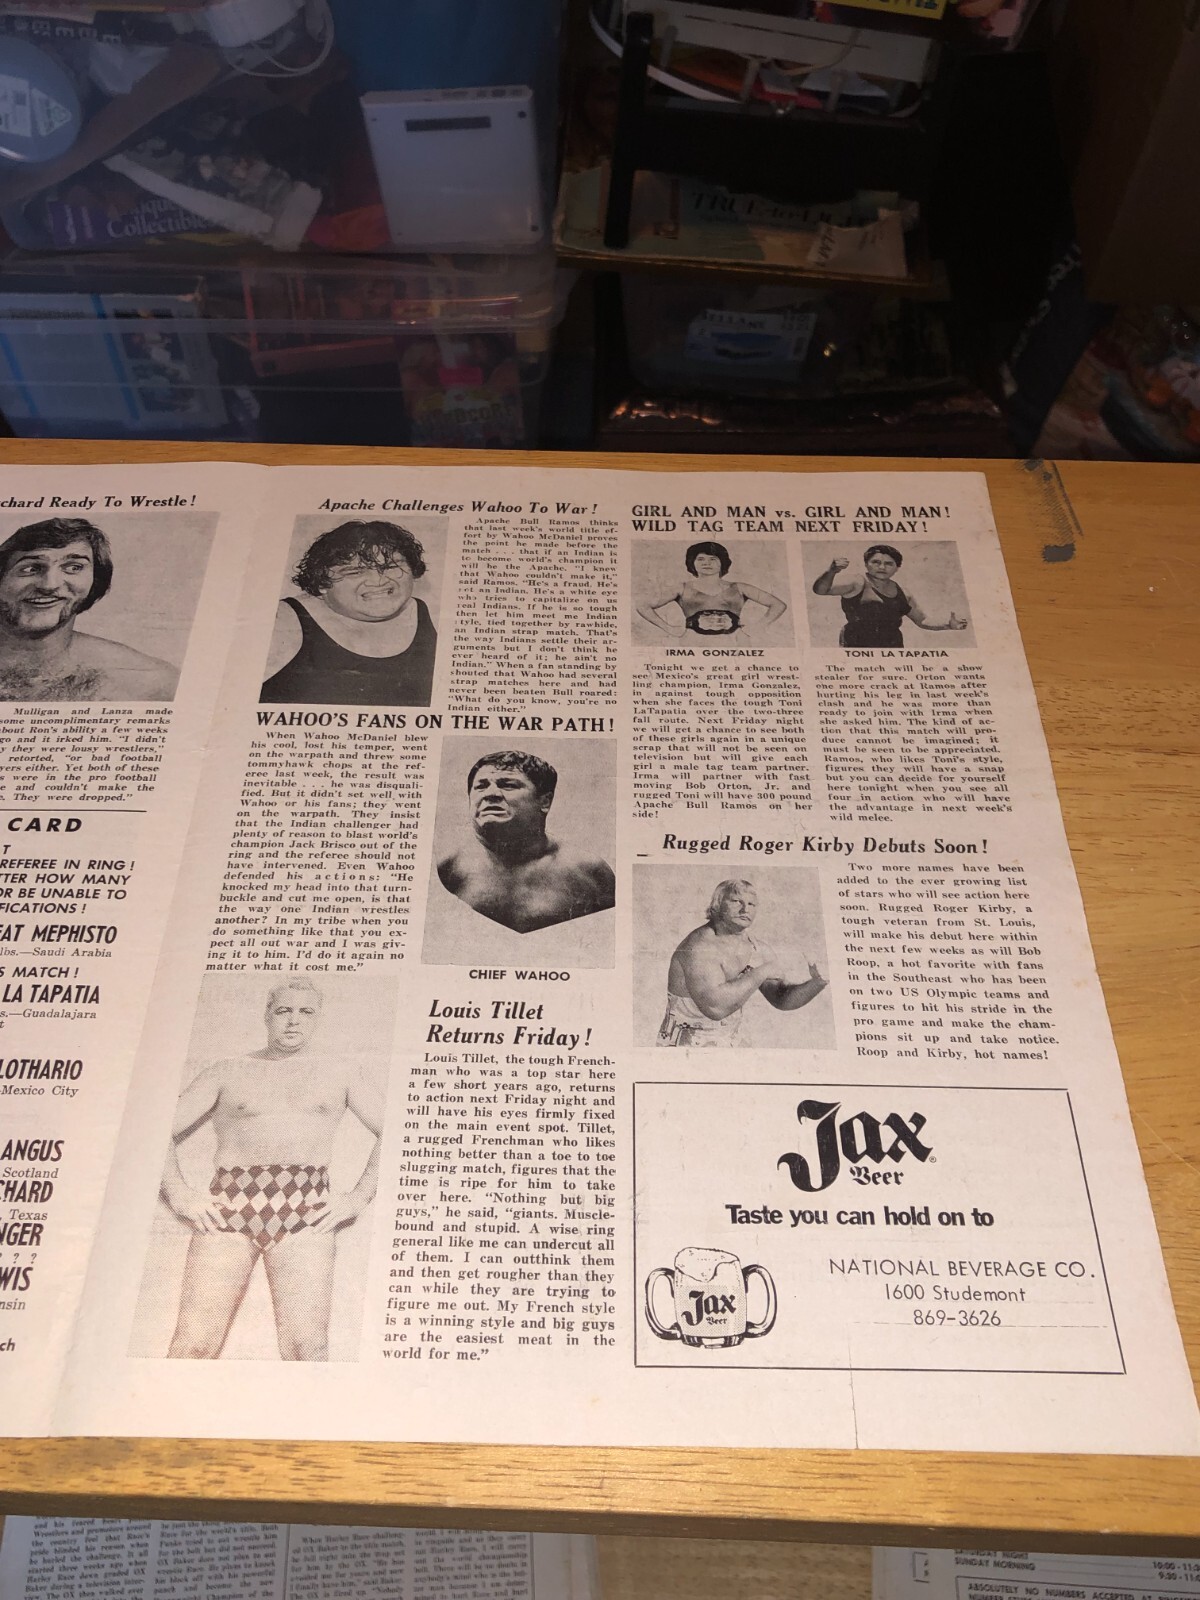 Collectibles
chard Ready To Wrestle!
Mulligan and Lanza made
some uncomplimentary remarks
about Ron's ability a few weeks
go and it irked him. "I didn't
y they were lousy wrestlers,"
retorted, "or bad football
yers either. Yet both of these
s were in the pro football
e and couldn't make the
. They were dropped."
CARD
T
REFEREE IN RING!
TTER HOW MANY
OR BE UNABLE TO
FICATIONS!
EAT MEPHISTO
lbs.—Saudi Arabia
S MATCH!
LA TAPATIA
s.—Guadalajara
t
LOTHARIO
-Mexico City
ANGUS
Scotland
CHARD
, Texas
NGER
? ? ?
WIS
nsin
ch
Apache Challenges Wahoo To War!
Apache Bull Ramos thinks
that last week's world title ef-
fort by Wahoo McDaniel proves
the point he made before the
match . . . that if an Indian is
to become world's champion it
will be the Apache. "I knew
that Wahoo couldn't make it,"
said Ramos. "He's a fraud. He's
not an Indian. He's a white eye
who tries to capitalize on us
real Indians. If he is so tough
then let him meet me Indian
style, tied together by rawhide,
an Indian strap match. That's
the way Indians settle their ar-
guments but I don't think he
ever heard of it; he ain't no
Indian." When a fan standing by
shouted that Wahoo had several
strap matches here and had
never been beaten Bull roared:
"What do you know, you're no
Indian either."
WAHOO'S FANS ON THE WAR PATH!
When Wahoo McDaniel blew
his cool, lost his temper, went
on the warpath and threw some
tommyhawk chops at the ref-
eree last week, the result was
inevitable . . . he was disquali-
fied. But it didn't set well with
Wahoo or his fans; they went
on the warpath. They insist
that the Indian challenger had
plenty of reason to blast world's
champion Jack Brisco out of the
ring and the referee should not
have intervened. Even Wahoo
defended his actions: "He
knocked my head into that turn-
buckle and cut me open, is that
the way one Indian wrestles
another? In my tribe when you
do something like that you ex-
pect all out war and I was giv-
ing it to him. I'd do it again no
matter what it cost me."
CHIEF WAHOO
Louis Tillet
Returns Friday!
Louis Tillet, the tough French-
man who was a top star here
a few short years ago, returns
to action next Friday night and
will have his eyes firmly fixed
on the main event spot. Tillet,
a rugged Frenchman who likes
nothing better than a toe to toe
slugging match, figures that the
time is ripe for him to take
over here. "Nothing but big
guys," he said, "giants. Muscle-
bound and stupid. A wise ring
general like me can undercut all
of them. I can outthink them
and then get rougher than they
can while they are trying to
figure me out. My French style
is a winning style and big guys
are the easiest meat in the
world for me."
GIRL AND MAN vs. GIRL AND MAN!
WILD TAG TEAM NEXT FRIDAY!
IRMA GONZALEZ
TONI LA TAPATIA
Tonight we get a chance to
see Mexico's great girl wrest-
ling champion, Irma Gonzalez,
in against tough opposition
when she faces the tough Toni
LaTapatia over the two-three
fall route. Next Friday night
we will get a chance to see both
of these girls again in a unique
scrap that will not be seen on
television but will give each
girl a male tag team partner.
Irma will partner with fast
moving Bob Orton, Jr. and
rugged Toni will have 300 pound
Apache Bull Ramos on her
side!
The match will be a show
stealer for sure. Orton wants
one more crack at Ramos after
hurting his leg in last week's
clash and he was more than
ready to join with Irma when
she asked him. The kind of ac-
tion that this match will pro-
duce cannot be imagined; it
must be seen to be appreciated.
Ramos, who likes Toni's style,
figures they will have a snap
but you can decide for yourself
here tonight when you see all
four in action who will have
the advantage in next week's
wild melee.
Rugged Roger Kirby Debuts Soon!
Two more names have been
added to the ever growing list
of stars who will see action here
soon. Rugged Roger Kirby, a
tough veteran from St. Louis,
will make his debut here within
the next few weeks as will Bob
Roop, a hot favorite with fans
in the Southeast who has been
on two US Olympic teams and
figures to hit his stride in the
pro game and make the cham-
pions sit up and take notice.
Roop and Kirby, hot names!
Jax
Beer
Taste you can hold on to
Jax
Beer
NATIONAL BEVERAGE CO.
1600 Studemont
869-3626
SUNDAY MORNING
ABSOLUTELY NO NUMBERS ACCEPTED